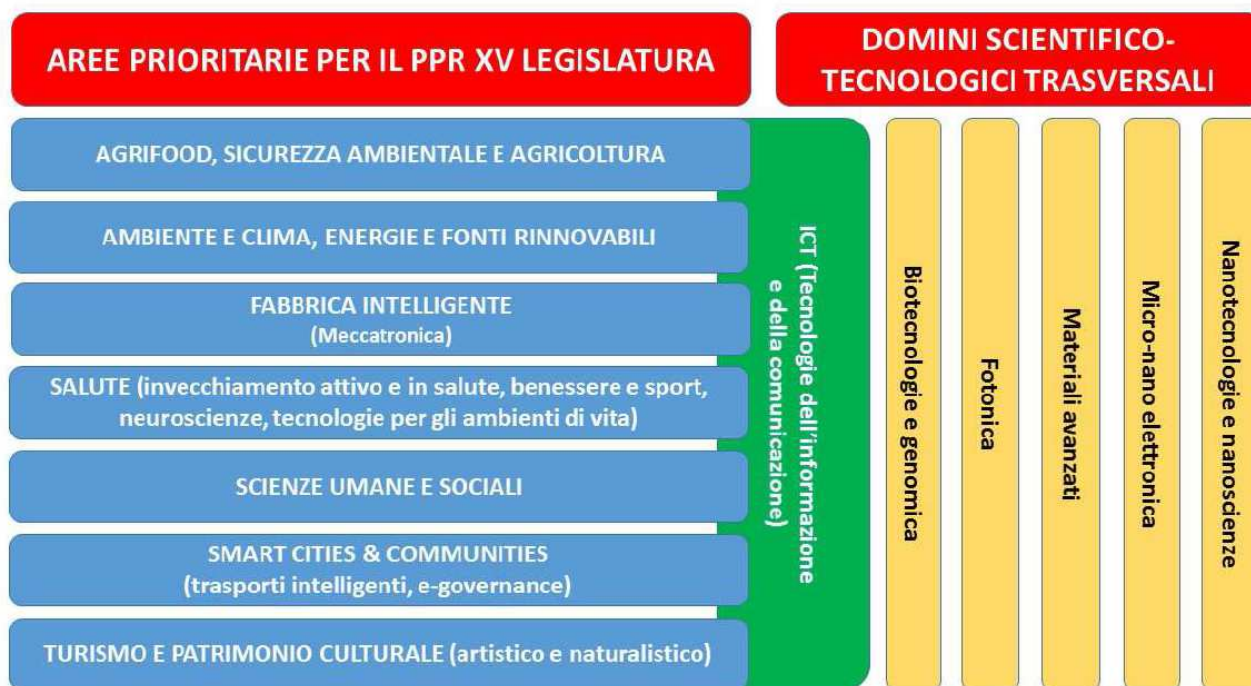 AREE PRIORITARIE PER IL PPR XV LEGISLATURA
DOMINI SCIENTIFICO-
TECNOLOGICI TRASVERSALI
AGRIFOOD, SICUREZZA AMBIENTALE E AGRICOLTURA
AMBIENTE E CLIMA, ENERGIE E FONTI RINNOVABILI
FABBRICA INTELLIGENTE
(Meccatronica)
SALUTE (invecchiamento attivo e in salute, benessere e sport,
neuroscienze, tecnologie per gli ambienti di vita)
SCIENZE UMANE E SOCIALI
SMART CITIES & COMMUNITIES
(trasporti intelligenti, e-governance)
TURISMO E PATRIMONIO CULTURALE (artistico e naturalistico)
ICT (Tecnologie dell'informazione
e della comunicazione)
Biotecnologie e genomica
Fotonica
Materiali avanzati
Micro-nano elettronica
Nanotecnologie e nanoscienze